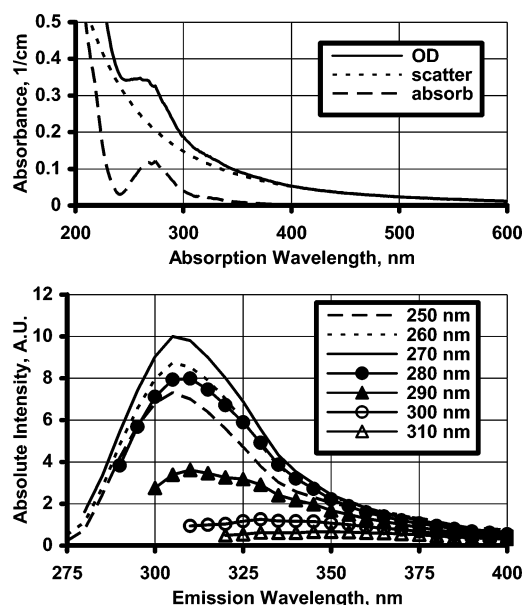 0.5
0.4
0.3
0.2
0.1
0
Absorbance, 1/cm
OD
scatter
absorb
200 300 400 500 600
Absorption Wavelength, nm
12
10
8
6
4
2
0
Absolute Intensity, A.U.
250 nm
260 nm
270 nm
280 nm
290 nm
300 nm
310 nm
275 300 325 350 375 400
Emission Wavelength, nm